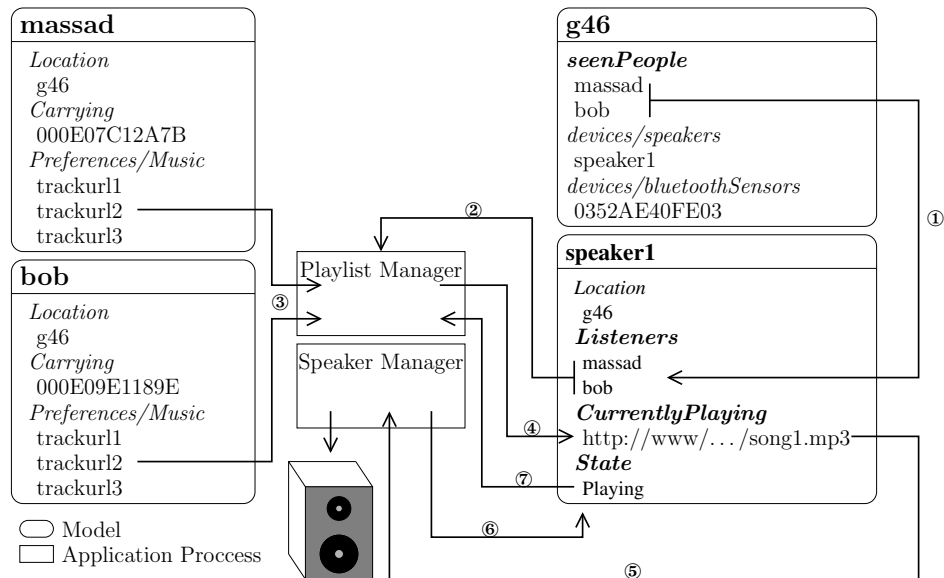 massad
Location
g46
Carrying
000E07C12A7B
Preferences/Music
trackurl1
trackurl2
trackurl3
bob
Location
g46
Carrying
000E09E1189E
Preferences/Music
trackurl1
trackurl2
trackurl3
Model
Application Proccess
②
Playlist Manager
③
Speaker Manager
④
⑦
⑥
⑤
g46
seenPeople
massad
bob
devices/speakers
speaker1
devices/bluetoothSensors
0352AE40FE03
①
speaker1
Location
g46
Listeners
massad
bob
CurrentlyPlaying
http://www/. . . /song1.mp3
State
Playing